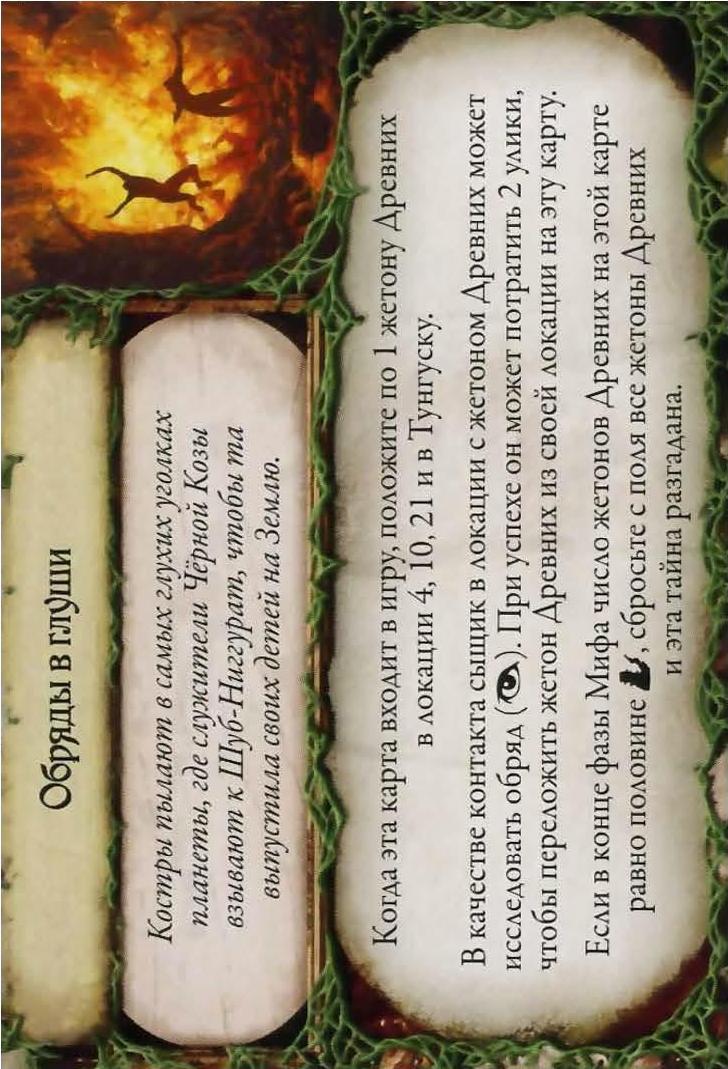 Обряды в глуши
Костры пылают в самых глухих уголках
планеты, где служители Чёрной Козы
взывают к Шуб-Ниггурат, чтобы та
выпустила своих детей на Землю.
Когда эта карта входит в игру, положите по 1 жетону Древних
в локации 4, 10, 21 и в Тунгуску.
В качестве контакта сыщик в локации с жетоном Древних может
исследовать обряд (). При успехе он может потратить 2 улики,
чтобы переложить жетон Древних из своей локации на эту карту.
Если в конце фазы Мифа число жетонов Древних на этой карте
равно половине , сбросьте с поля все жетоны Древних
и эта тайна разгадана.